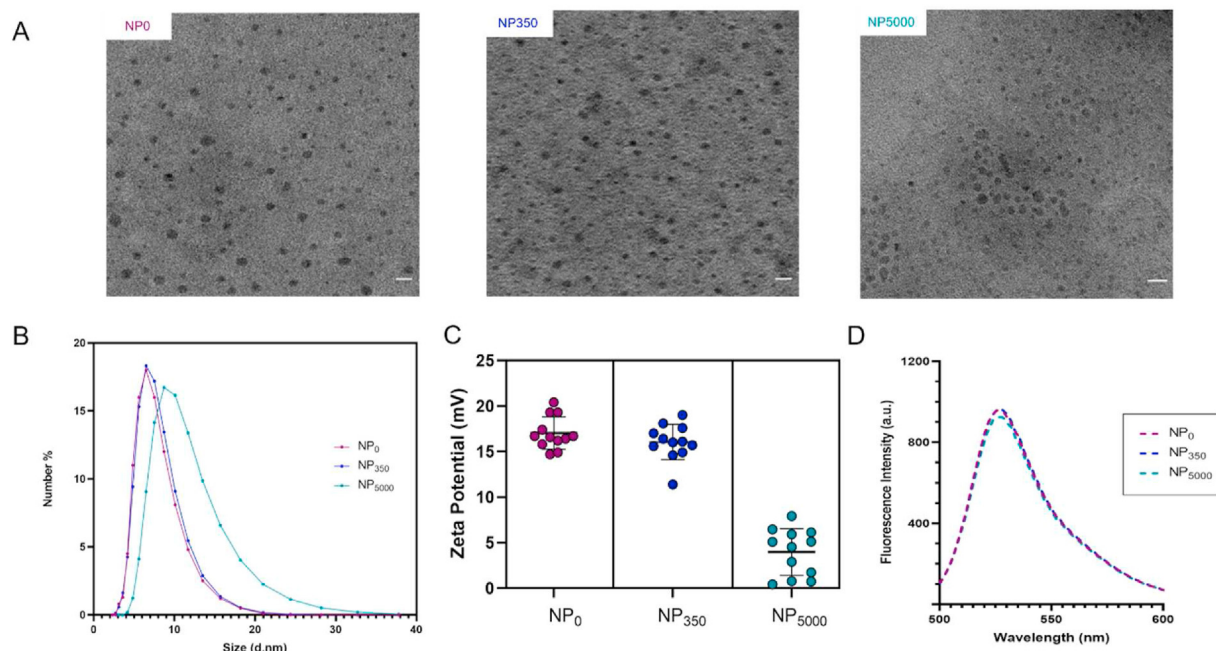 A
NP0
NP350
NP5000
B
Number %
20
15
10
5
0
0
10
20
30
40
Size (d.nm)
NP₀
NP₃₅₀
NP₅₀₀₀
C
Zeta Potential (mV)
25
20
15
10
5
0
NP₀
NP₃₅₀
NP₅₀₀₀
D
Fluorescence Intensity (a.u.)
1200
800
400
500
550
600
Wavelength (nm)
NP₀
NP₃₅₀
NP₅₀₀₀